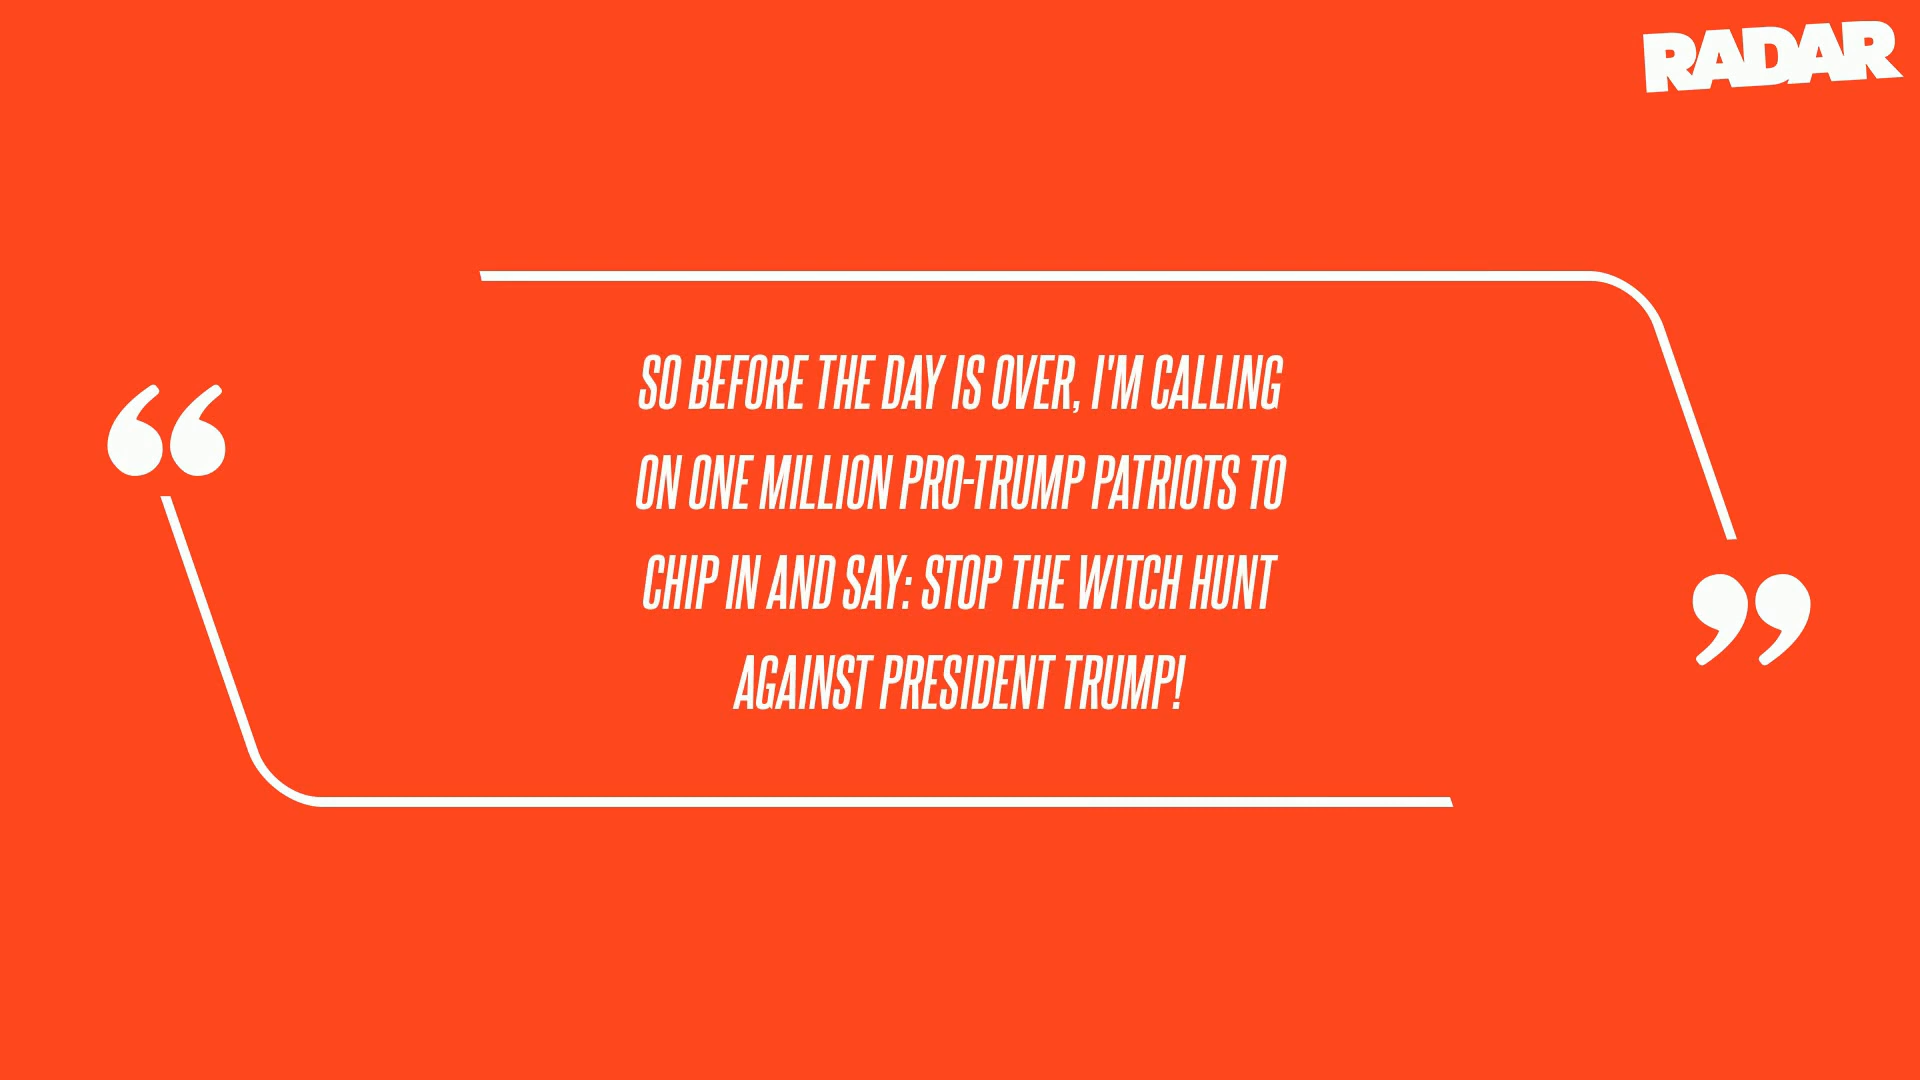 RADAR
“
SO BEFORE THE DAY IS OVER, I'M CALLING
ON ONE MILLION PRO-TRUMP PATRIOTS TO
CHIP IN AND SAY: STOP THE WITCH HUNT
AGAINST PRESIDENT TRUMP!
”